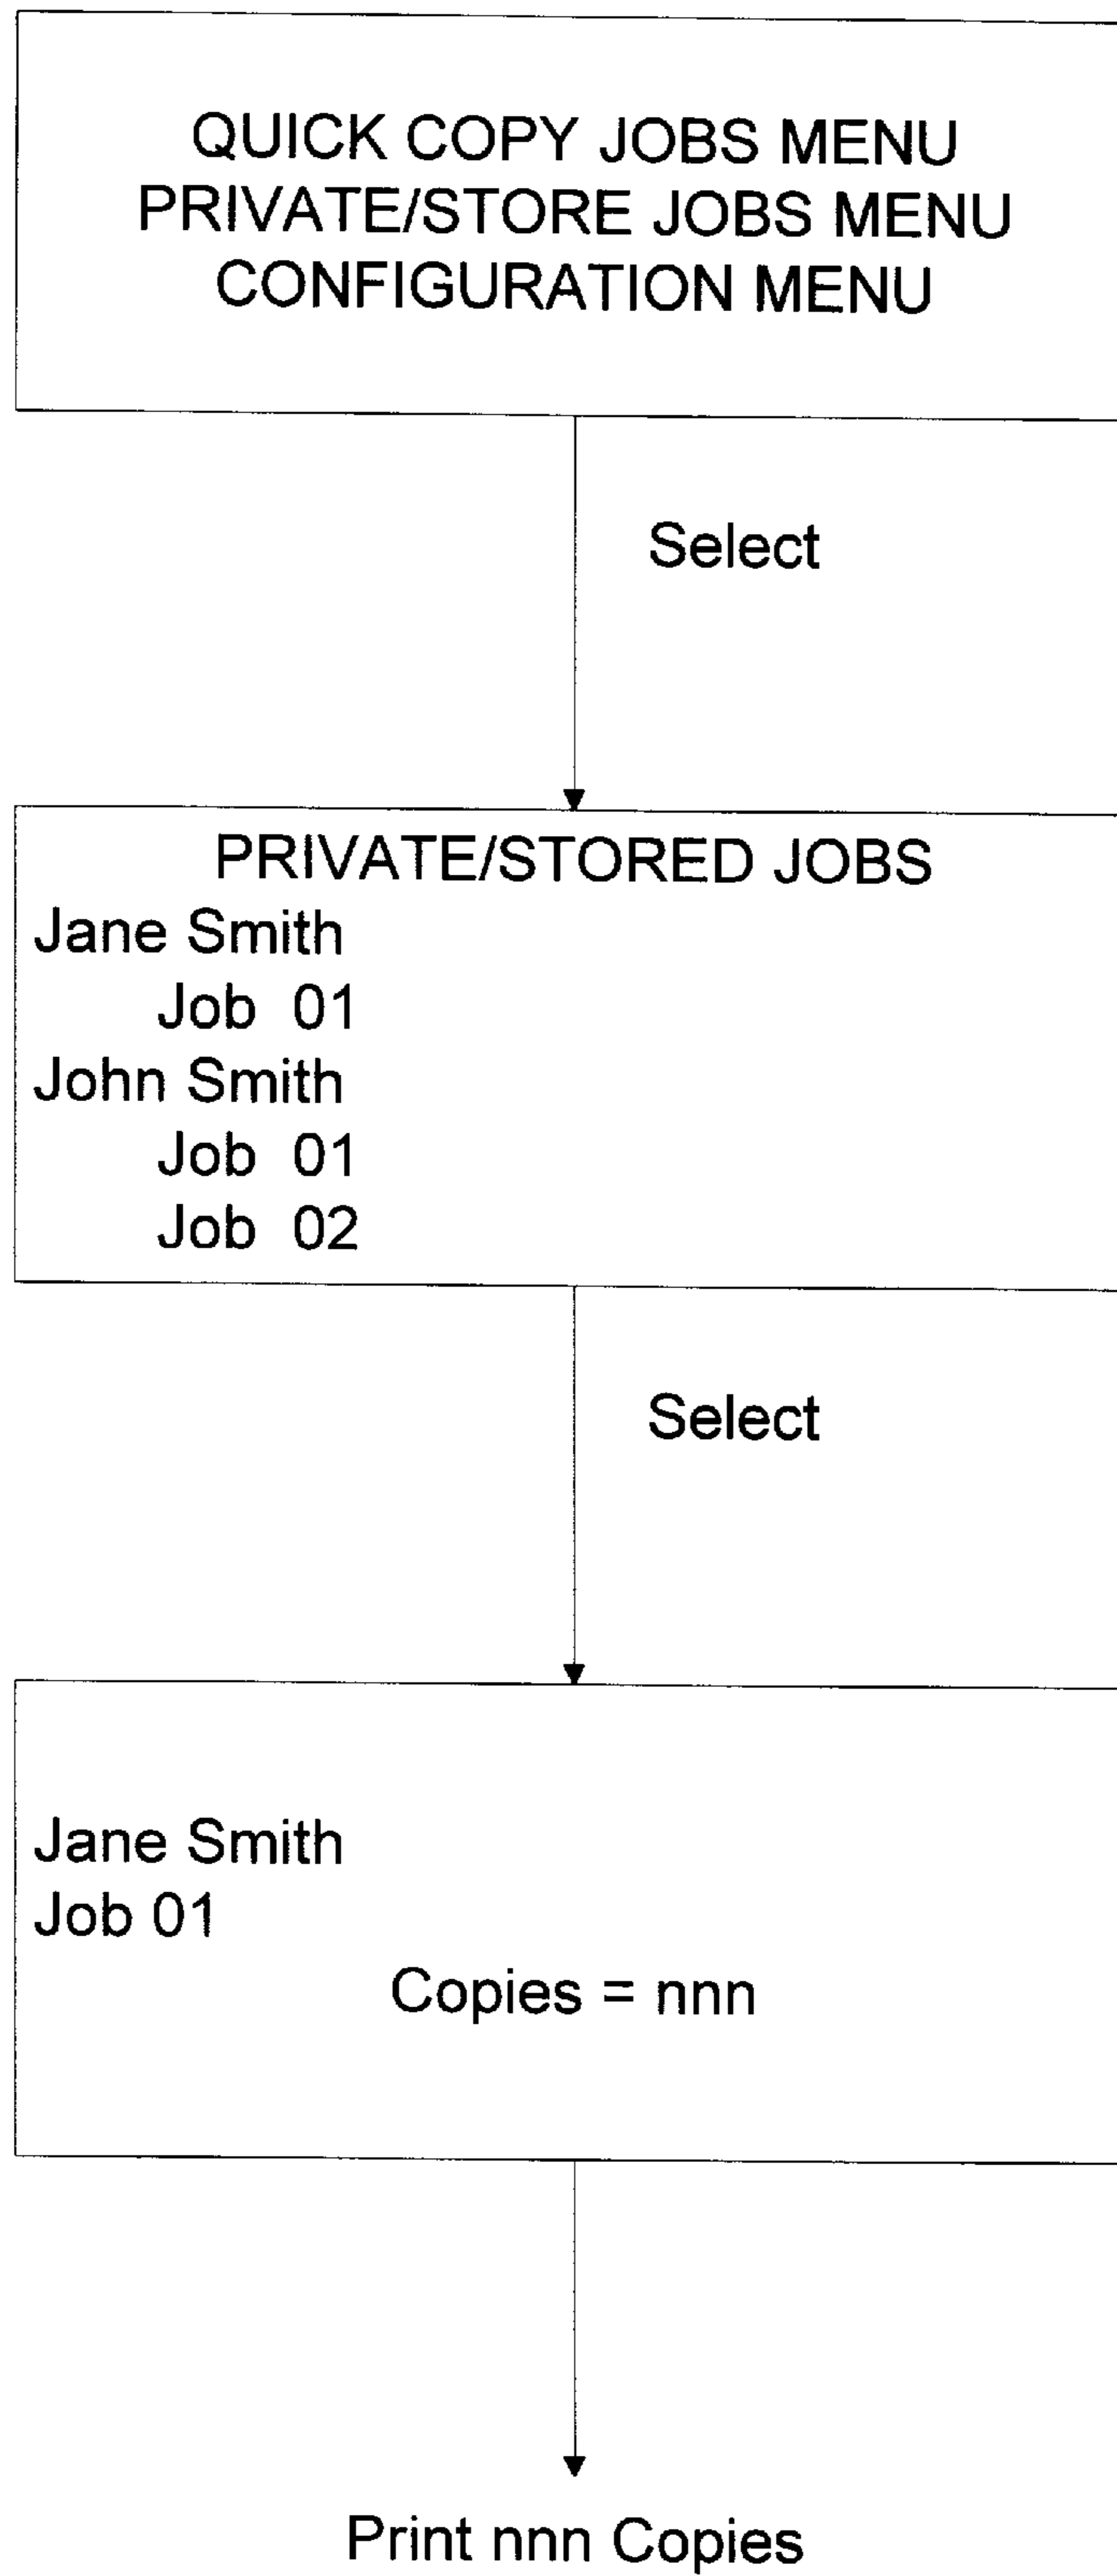 QUICK COPY JOBS MENU
PRIVATE/STORE JOBS MENU
CONFIGURATION MENU
Select
PRIVATE/STORED JOBS
Jane Smith
Job 01
John Smith
Job 01
Job 02
Select
Jane Smith
Job 01
Copies = nnn
Print nnn Copies